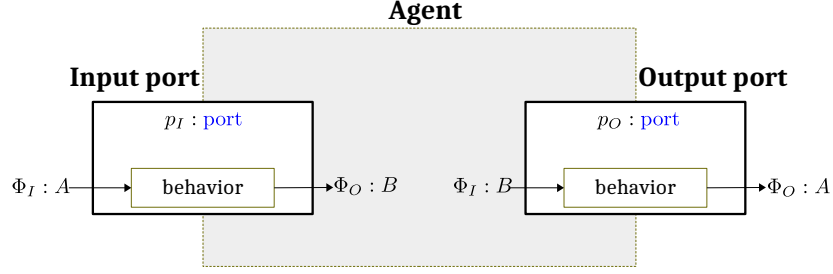 Agent
Input port
Output port
p_I : port
p_O : port
Φ_I : A
behavior
Φ_O : B
Φ_I : B
behavior
Φ_O : A